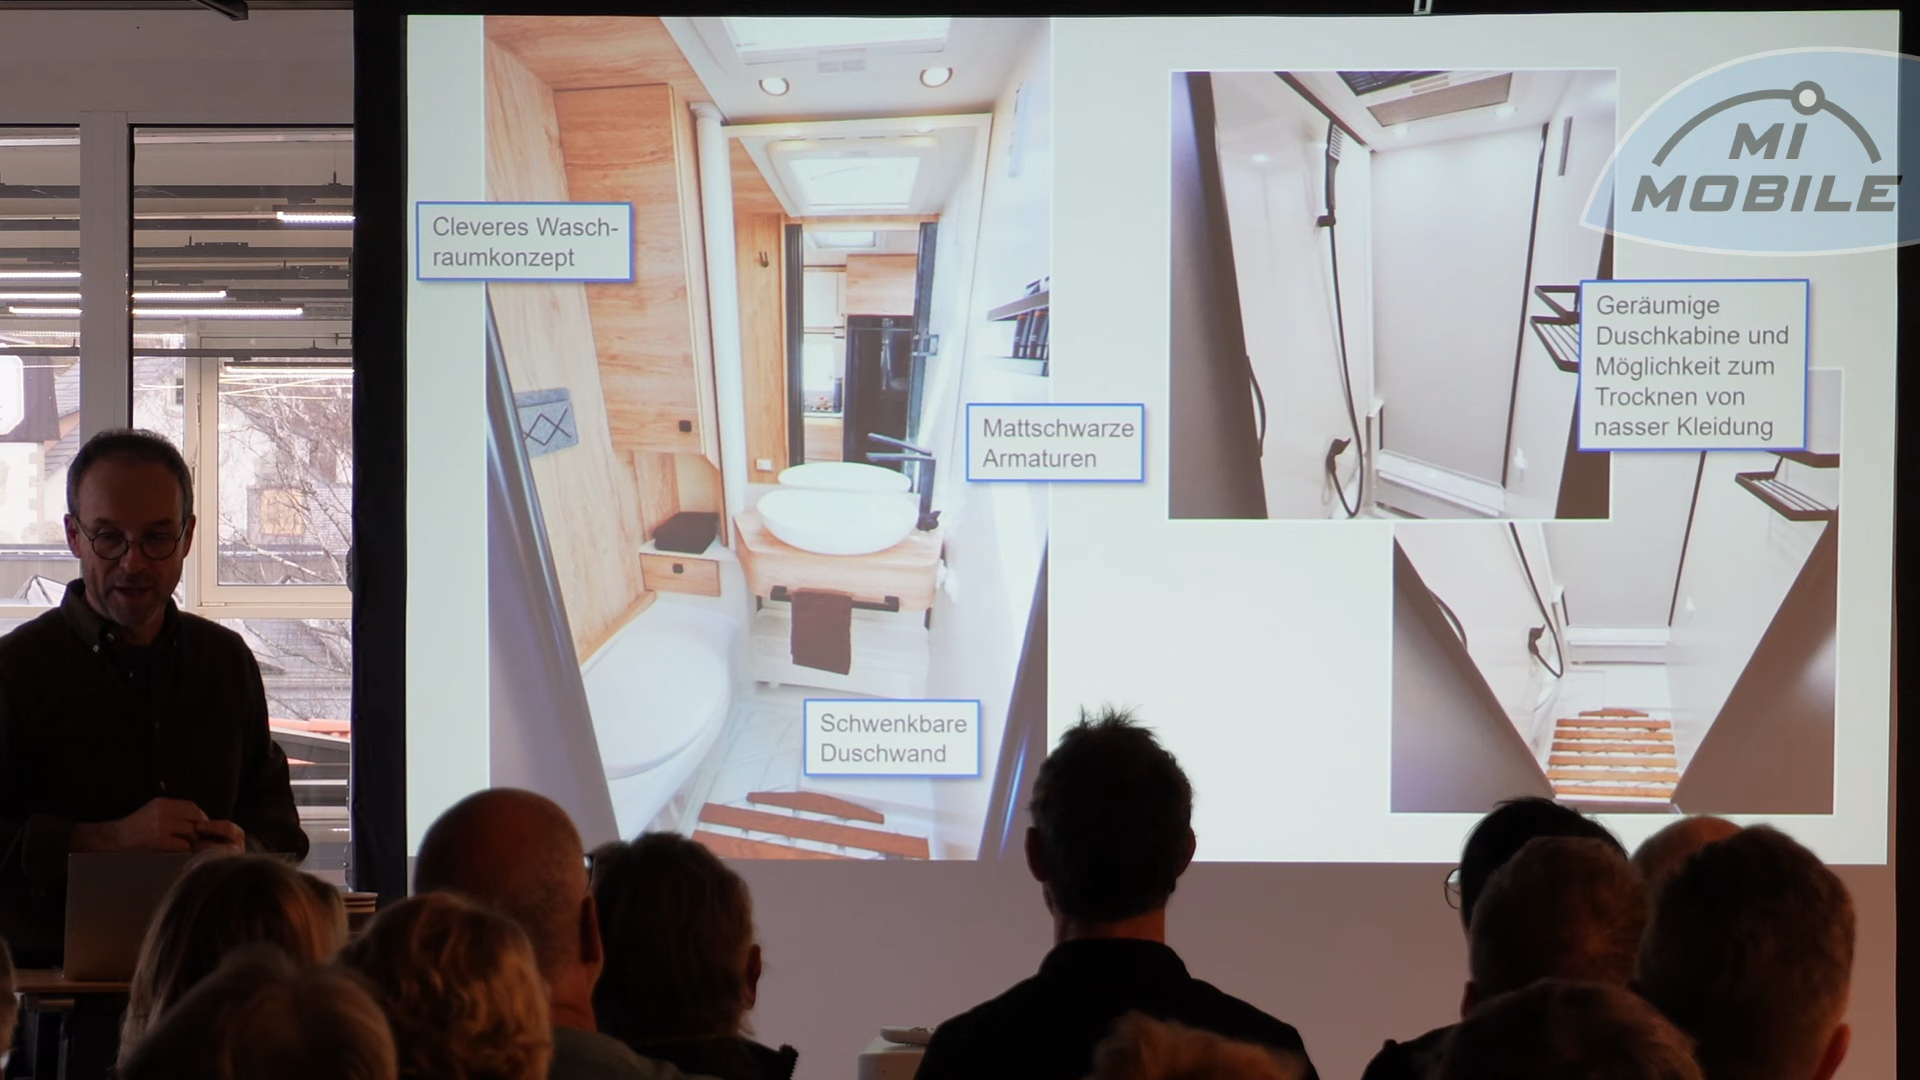 Cleveres Wasch-
raumkonzept
Mattschwarze
Armaturen
Schwenkbare
Duschwand
MI
MOBILE
Geräumige
Duschkabine und
Möglichkeit zum
Trocknen von
nasser Kleidung